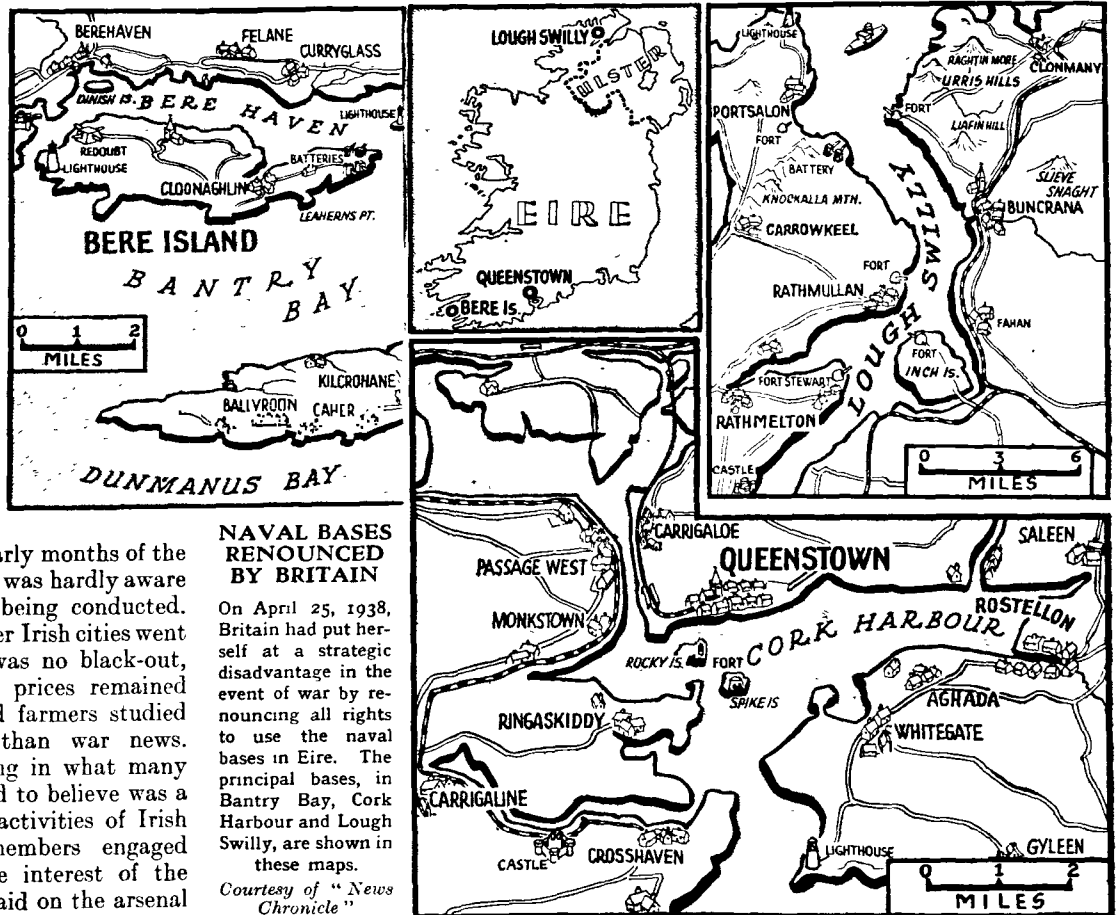 BEREHAVEN
FELANE
CURRYGLASS
DINISH IS.
BERE HAVEN
LIGHTHOUSE
REDOUBT
LIGHTHOUSE
BATTERIES
CLOONAGHLIN
LEAHERNS PT.
BERE ISLAND
BANTRY
BAY
0 1 2
MILES
KILCROHANE
BALLYROON
CAHER
DUNMANUS BAY
LOUGH SWILLY
ULSTER
EIRE
QUEENSTOWN
BERE IS.
LIGHTHOUSE
RAGHTIN MORE
CLONMANY
URRIS HILLS
PORTSALON
FORT
FORT
LIAFIN HILL
BATTERY
SLIEVE
SNAGHT
KNOCKALLA MTN.
BUNCRANA
CARROWKEEL
FORT
RATHMULLAN
LOUGH SWILLY
FAHAN
FORT
INCH IS.
FORT STEWART
RATHMELTON
CASTLE
0 3 6
MILES
arly months of the
was hardly aware
being conducted.
er Irish cities went
was no black-out,
prices remained
d farmers studied
than war news.
ng in what many
d to believe was a
activities of Irish
members engaged
e interest of the
aid on the arsenal
NAVAL BASES
RENOUNCED
BY BRITAIN
On April 25, 1938,
Britain had put her-
self at a strategic
disadvantage in the
event of war by re-
nouncing all rights
to use the naval
bases in Eire. The
principal bases, in
Bantry Bay, Cork
Harbour and Lough
Swilly, are shown in
these maps.
Courtesy of "News
Chronicle"
CARRIGALOE
SALEEN
PASSAGE WEST
QUEENSTOWN
MONKSTOWN
ROSTELLON
CORK HARBOUR
ROCKY IS.
FORT
SPIKE IS
AGHADA
RINGASKIDDY
WHITEGATE
CARRIGALINE
CASTLE
CROSSHAVEN
LIGHTHOUSE
GYLEEN
0 1 2
MILES